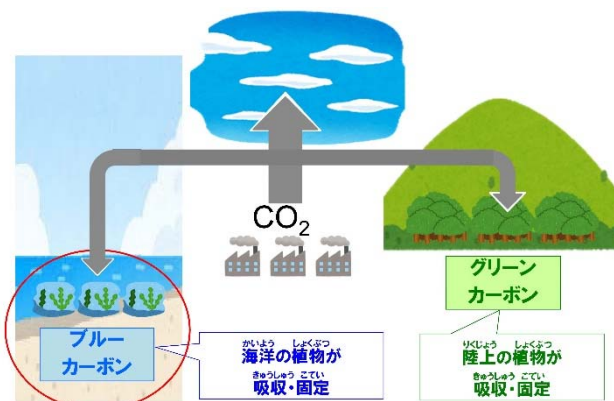 CO₂
ブルー
カーボン
かいよう しょくぶつ
海洋の植物が
きゅうしゅう こてい
吸収・固定
グリーン
カーボン
りくじょう しょくぶつ
陸上の植物が
きゅうしゅう こてい
吸収・固定